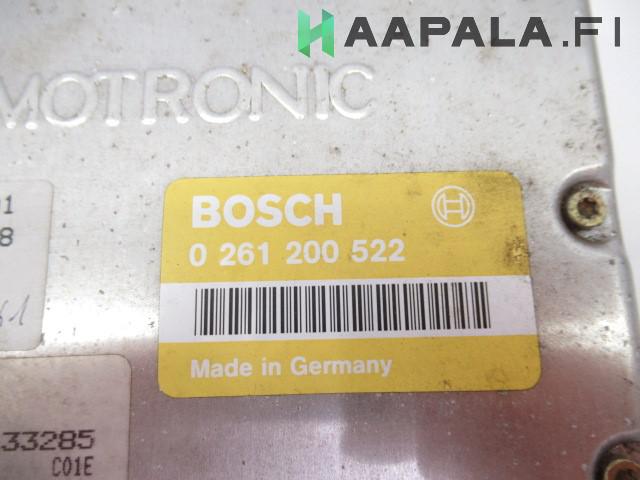 HAAPALA.FI
MOTRONIC
BOSCH
0 261 200 522
Made in Germany
33285
C01E